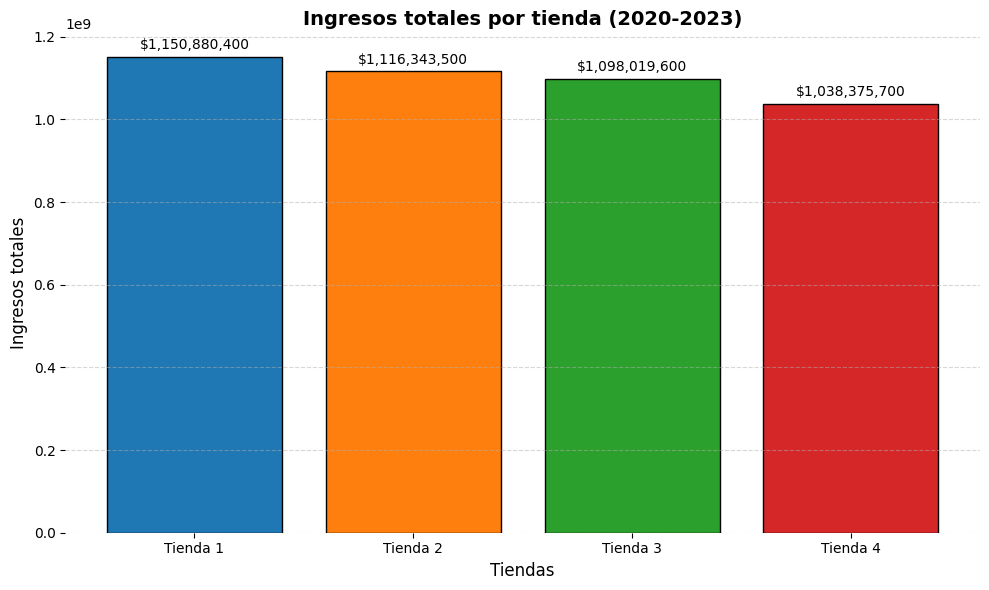 Ingresos totales por tienda (2020-2023)
1e9
1.2
1.0
0.8
0.6
0.4
0.2
0.0
Ingresos totales
$1,150,880,400
$1,116,343,500
$1,098,019,600
$1,038,375,700
Tienda 1
Tienda 2
Tienda 3
Tienda 4
Tiendas